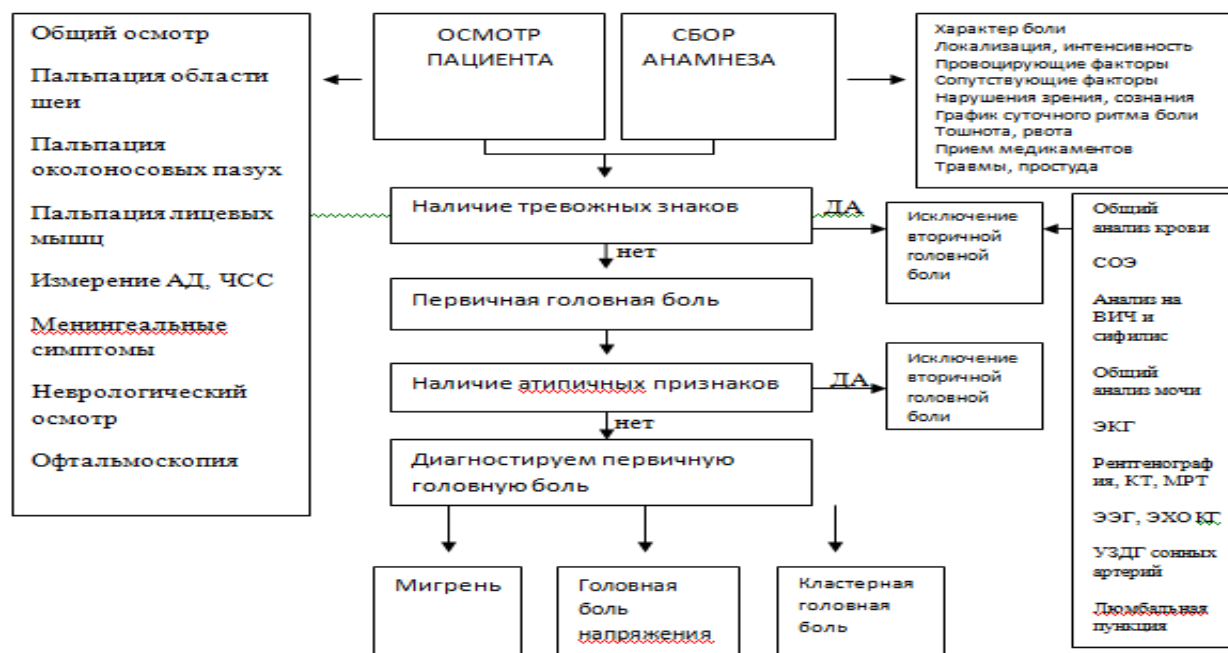 Общий осмотр
Пальпация области
шеи
Пальпация
околоносовых пазух
Пальпация лицевых
мышц
Измерение АД, ЧСС
Менингеальные
симптомы
Неврологический
осмотр
Офтальмоскопия
ОСМОТР
ПАЦИЕНТА
СБОР
АНАМНЕЗА
Характер боли
Локализация, интенсивность
Провоцирующие факторы
Сопутствующие факторы
Нарушения зрения, сознания
График суточного ритма боли
Тошнота, рвота
Прием медикаментов
Травмы, простуда
Наличие тревожных знаков
ДА
Исключение
вторичной
головной
боли
нет
Первичная головная боль
Наличие атипичных признаков
ДА
Исключение
вторичной
головной
боли
нет
Диагностируем первичную
головную боль
Мигрень
Головная
боль
напряжения
Кластерная
головная
боль
Общий
анализ крови
СОЭ
Анализ на
ВИЧ и
сифилис
Общий
анализ мочи
ЭКГ
Рентгенограф
ия, КТ, МРТ
ЭЭГ, ЭХО КГ
УЗДГ сонных
артерий
Люмбальная
пункция